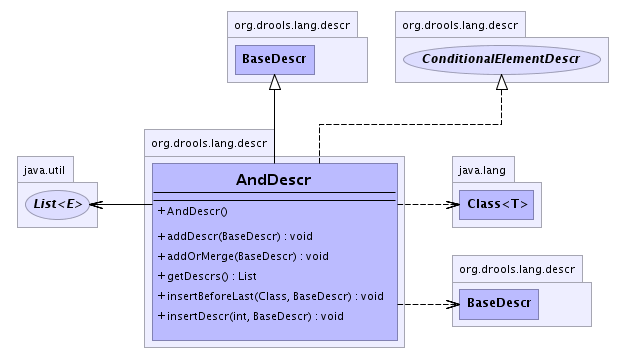 org.drools.lang.descr
BaseDescr
org.drools.lang.descr
ConditionalElementDescr
org.drools.lang.descr
AndDescr
+AndDescr()
+addDescr(BaseDescr) : void
+addOrMerge(BaseDescr) : void
+getDescrs() : List
+insertBeforeLast(Class, BaseDescr) : void
+insertDescr(int, BaseDescr) : void
java.util
List<E>
java.lang
Class<T>
org.drools.lang.descr
BaseDescr